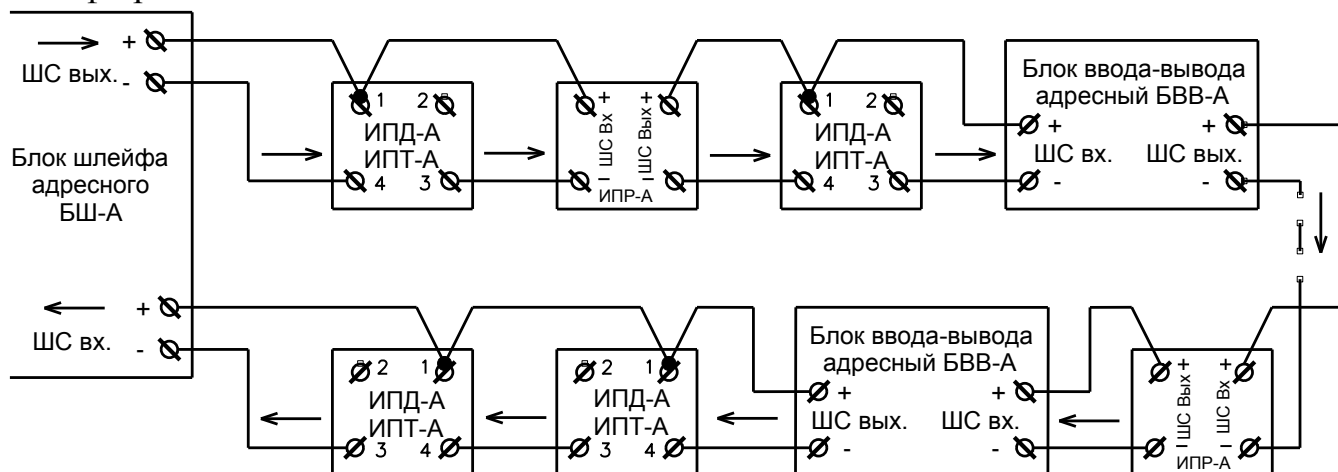 +
ШС вых.
-
Блок шлейфа
адресного
БШ-А
+
ШС вх.
-
1 2
ИПД-А
ИПТ-А
4 3
+ +
ШС Вх ШС Вых
– –
ИПР-А
1 2
ИПД-А
ИПТ-А
4 3
Блок ввода-вывода
адресный БВВ-А
+ +
ШС вх. ШС вых.
- -
2 1
ИПД-А
ИПТ-А
3 4
2 1
ИПД-А
ИПТ-А
3 4
Блок ввода-вывода
адресный БВВ-А
+ +
ШС вых. ШС вх.
- -
+ +
ШС Вых ШС Вх
– –
ИПР-А